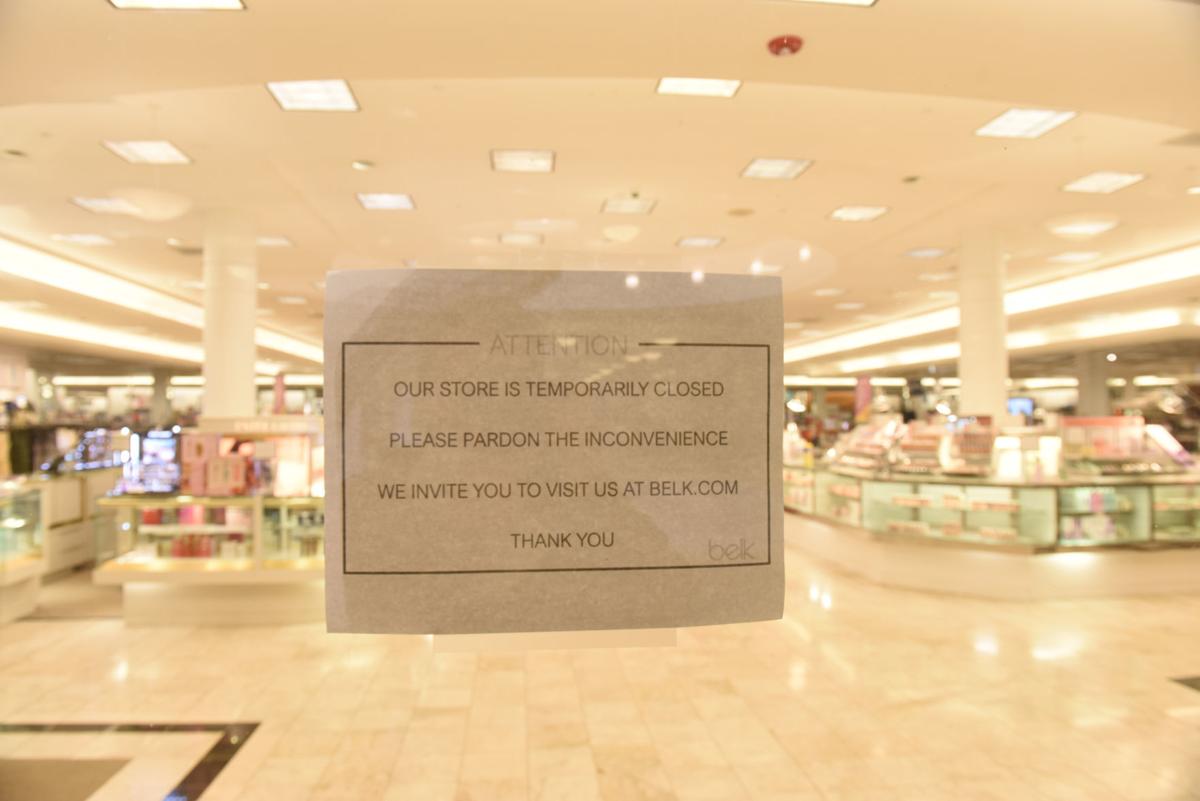 ATTENTION
OUR STORE IS TEMPORARILY CLOSED
PLEASE PARDON THE INCONVENIENCE
WE INVITE YOU TO VISIT US AT BELK.COM
THANK YOU
belk